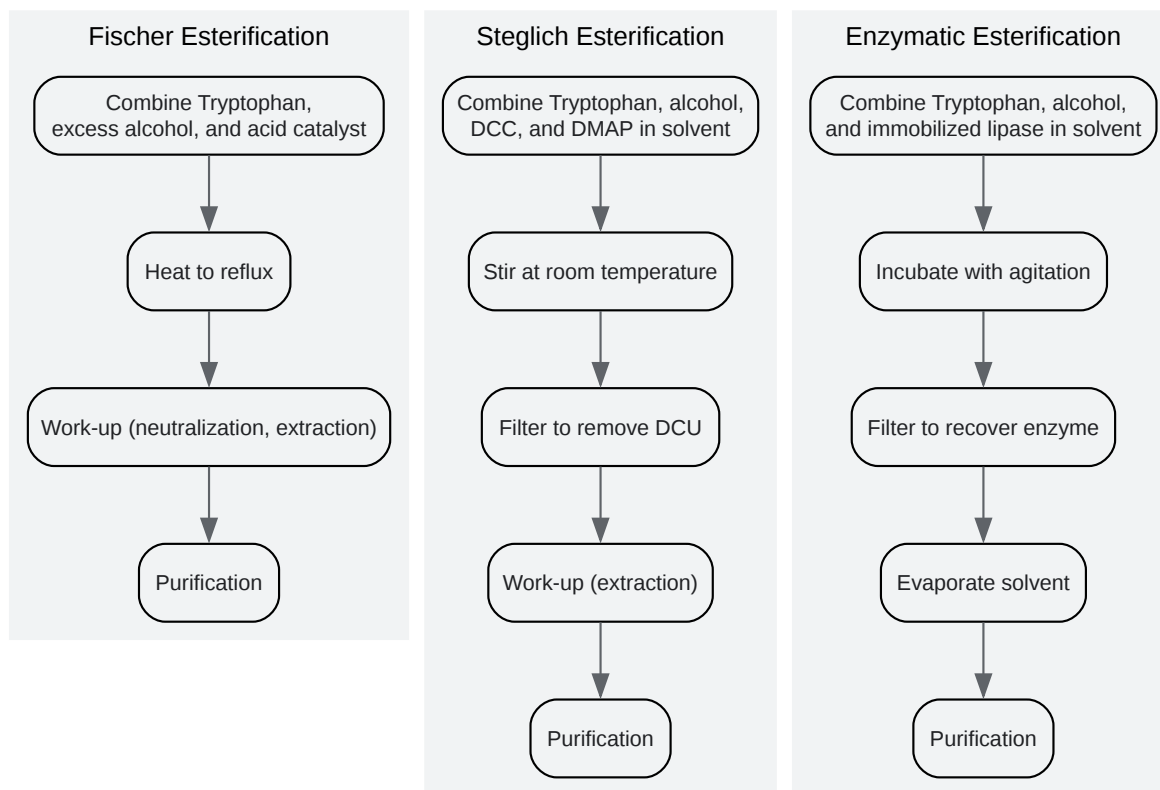 Fischer Esterification
Combine Tryptophan,
excess alcohol, and acid catalyst
Heat to reflux
Work-up (neutralization, extraction)
Purification
Steglich Esterification
Combine Tryptophan, alcohol,
DCC, and DMAP in solvent
Stir at room temperature
Filter to remove DCU
Work-up (extraction)
Purification
Enzymatic Esterification
Combine Tryptophan, alcohol,
and immobilized lipase in solvent
Incubate with agitation
Filter to recover enzyme
Evaporate solvent
Purification